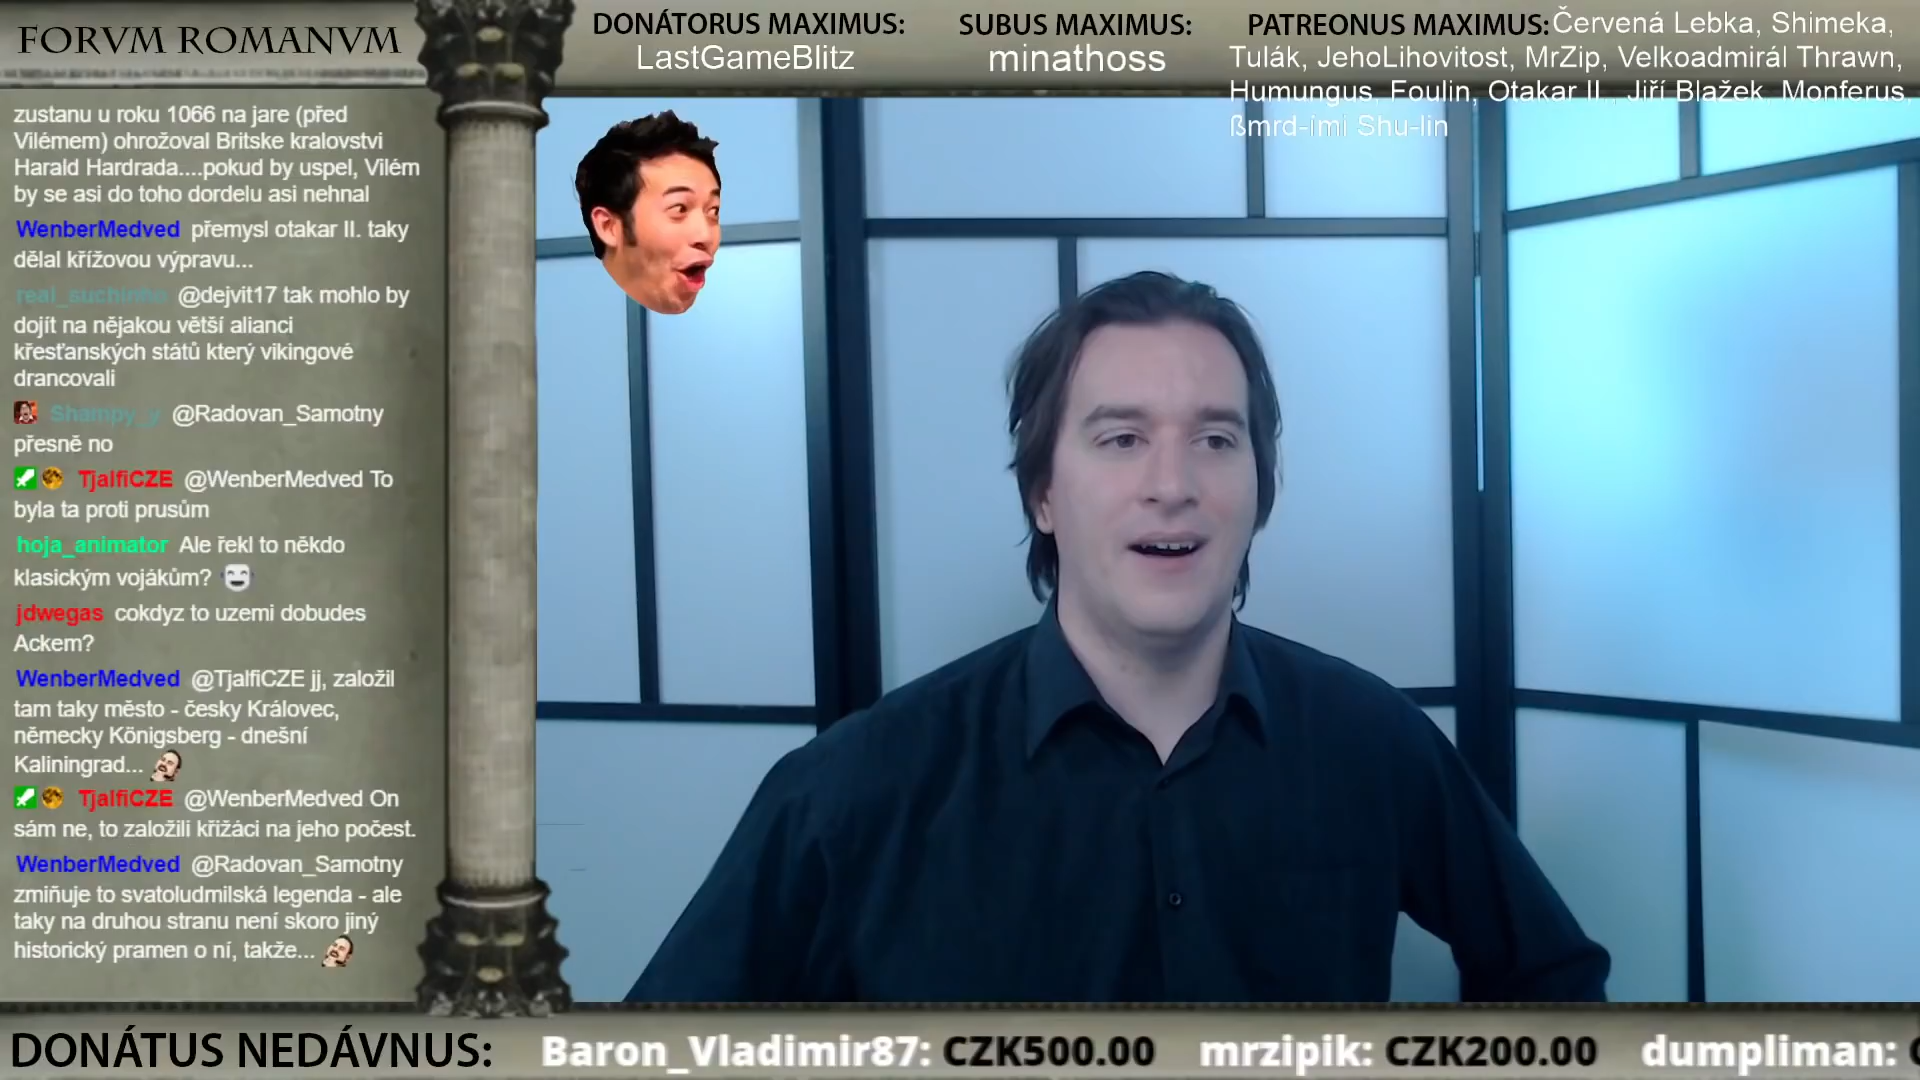 FORVM ROMANVM
DONÁTORUS MAXIMUS:
LastGameBlitz
SUBUS MAXIMUS:
minathoss
PATREONUS MAXIMUS: Červená Lebka, Shimeka,
Tulák, JehoLihovitost, MrZip, Velkoadmirál Thrawn,
Humungus, Foulin, Otakar II., Jiří Blažek, Monferus,
ßmrd-imi Shu-lin
zustanu u roku 1066 na jare (před
Vilémem) ohrožoval Britske kralovstvi
Harald Hardrada....pokud by uspel, Vilém
by se asi do toho dordelu asi nehnal
WenberMedved přemysl otakar II. taky
dělal křížovou výpravu...
@dejvit17 tak mohlo by
dojít na nějakou větší alianci
křesťanských států který vikingové
drancovali
Shampy_y @Radovan_Samotny
přesně no
TjalfiCZE @WenberMedved To
byla ta proti prusům
hoja_animator Ale řekl to někdo
klasickým vojákům?
jdwegas cokdyz to uzemi dobudes
Ackem?
WenberMedved @TjalfiCZE jj, založil
tam taky město - česky Královec,
německy Königsberg - dnešní
Kaliningrad...
TjalfiCZE @WenberMedved On
sám ne, to založili křižáci na jeho počest.
WenberMedved @Radovan_Samotny
zmiňuje to svatoludmilská legenda - ale
taky na druhou stranu není skoro jiný
historický pramen o ní, takže...
DONÁTUS NEDÁVNUS: Baron_Vladimir87: CZK500.00 mrzipik: CZK200.00 dumpliman: